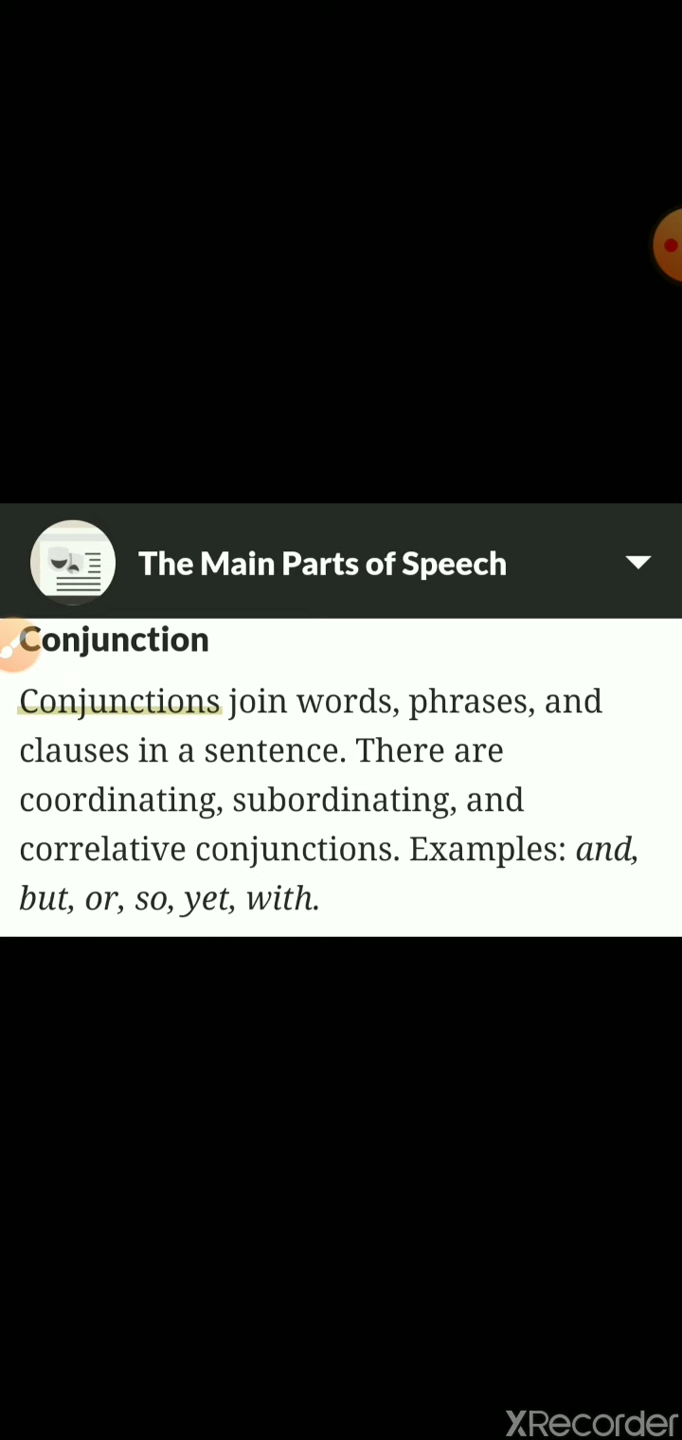 The Main Parts of Speech
Conjunction
Conjunctions join words, phrases, and
clauses in a sentence. There are
coordinating, subordinating, and
correlative conjunctions. Examples: and,
but, or, so, yet, with.
XRecorder